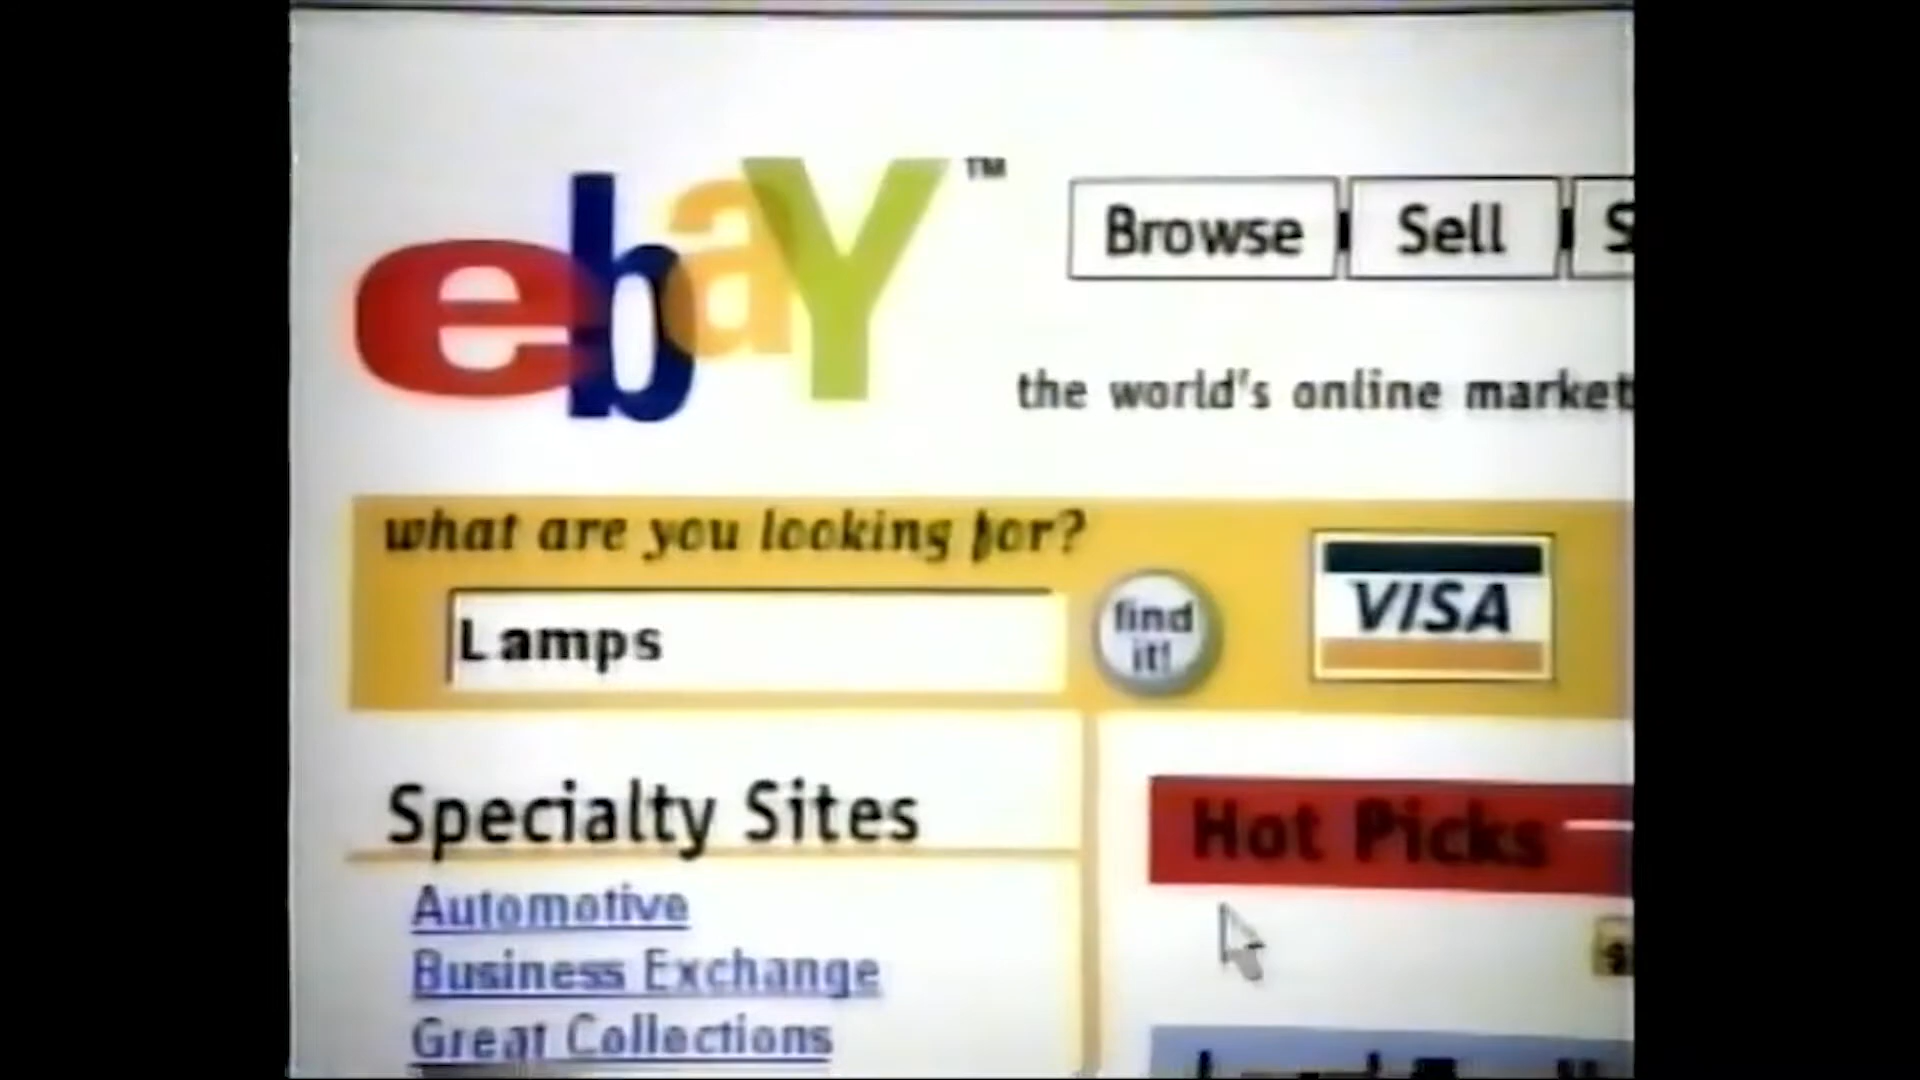 ebaY™
Browse Sell S
the world's online market
what are you looking for?
Lamps
find
it!
VISA
Specialty Sites
Hot Picks
Automotive
Business Exchange
Great Collections